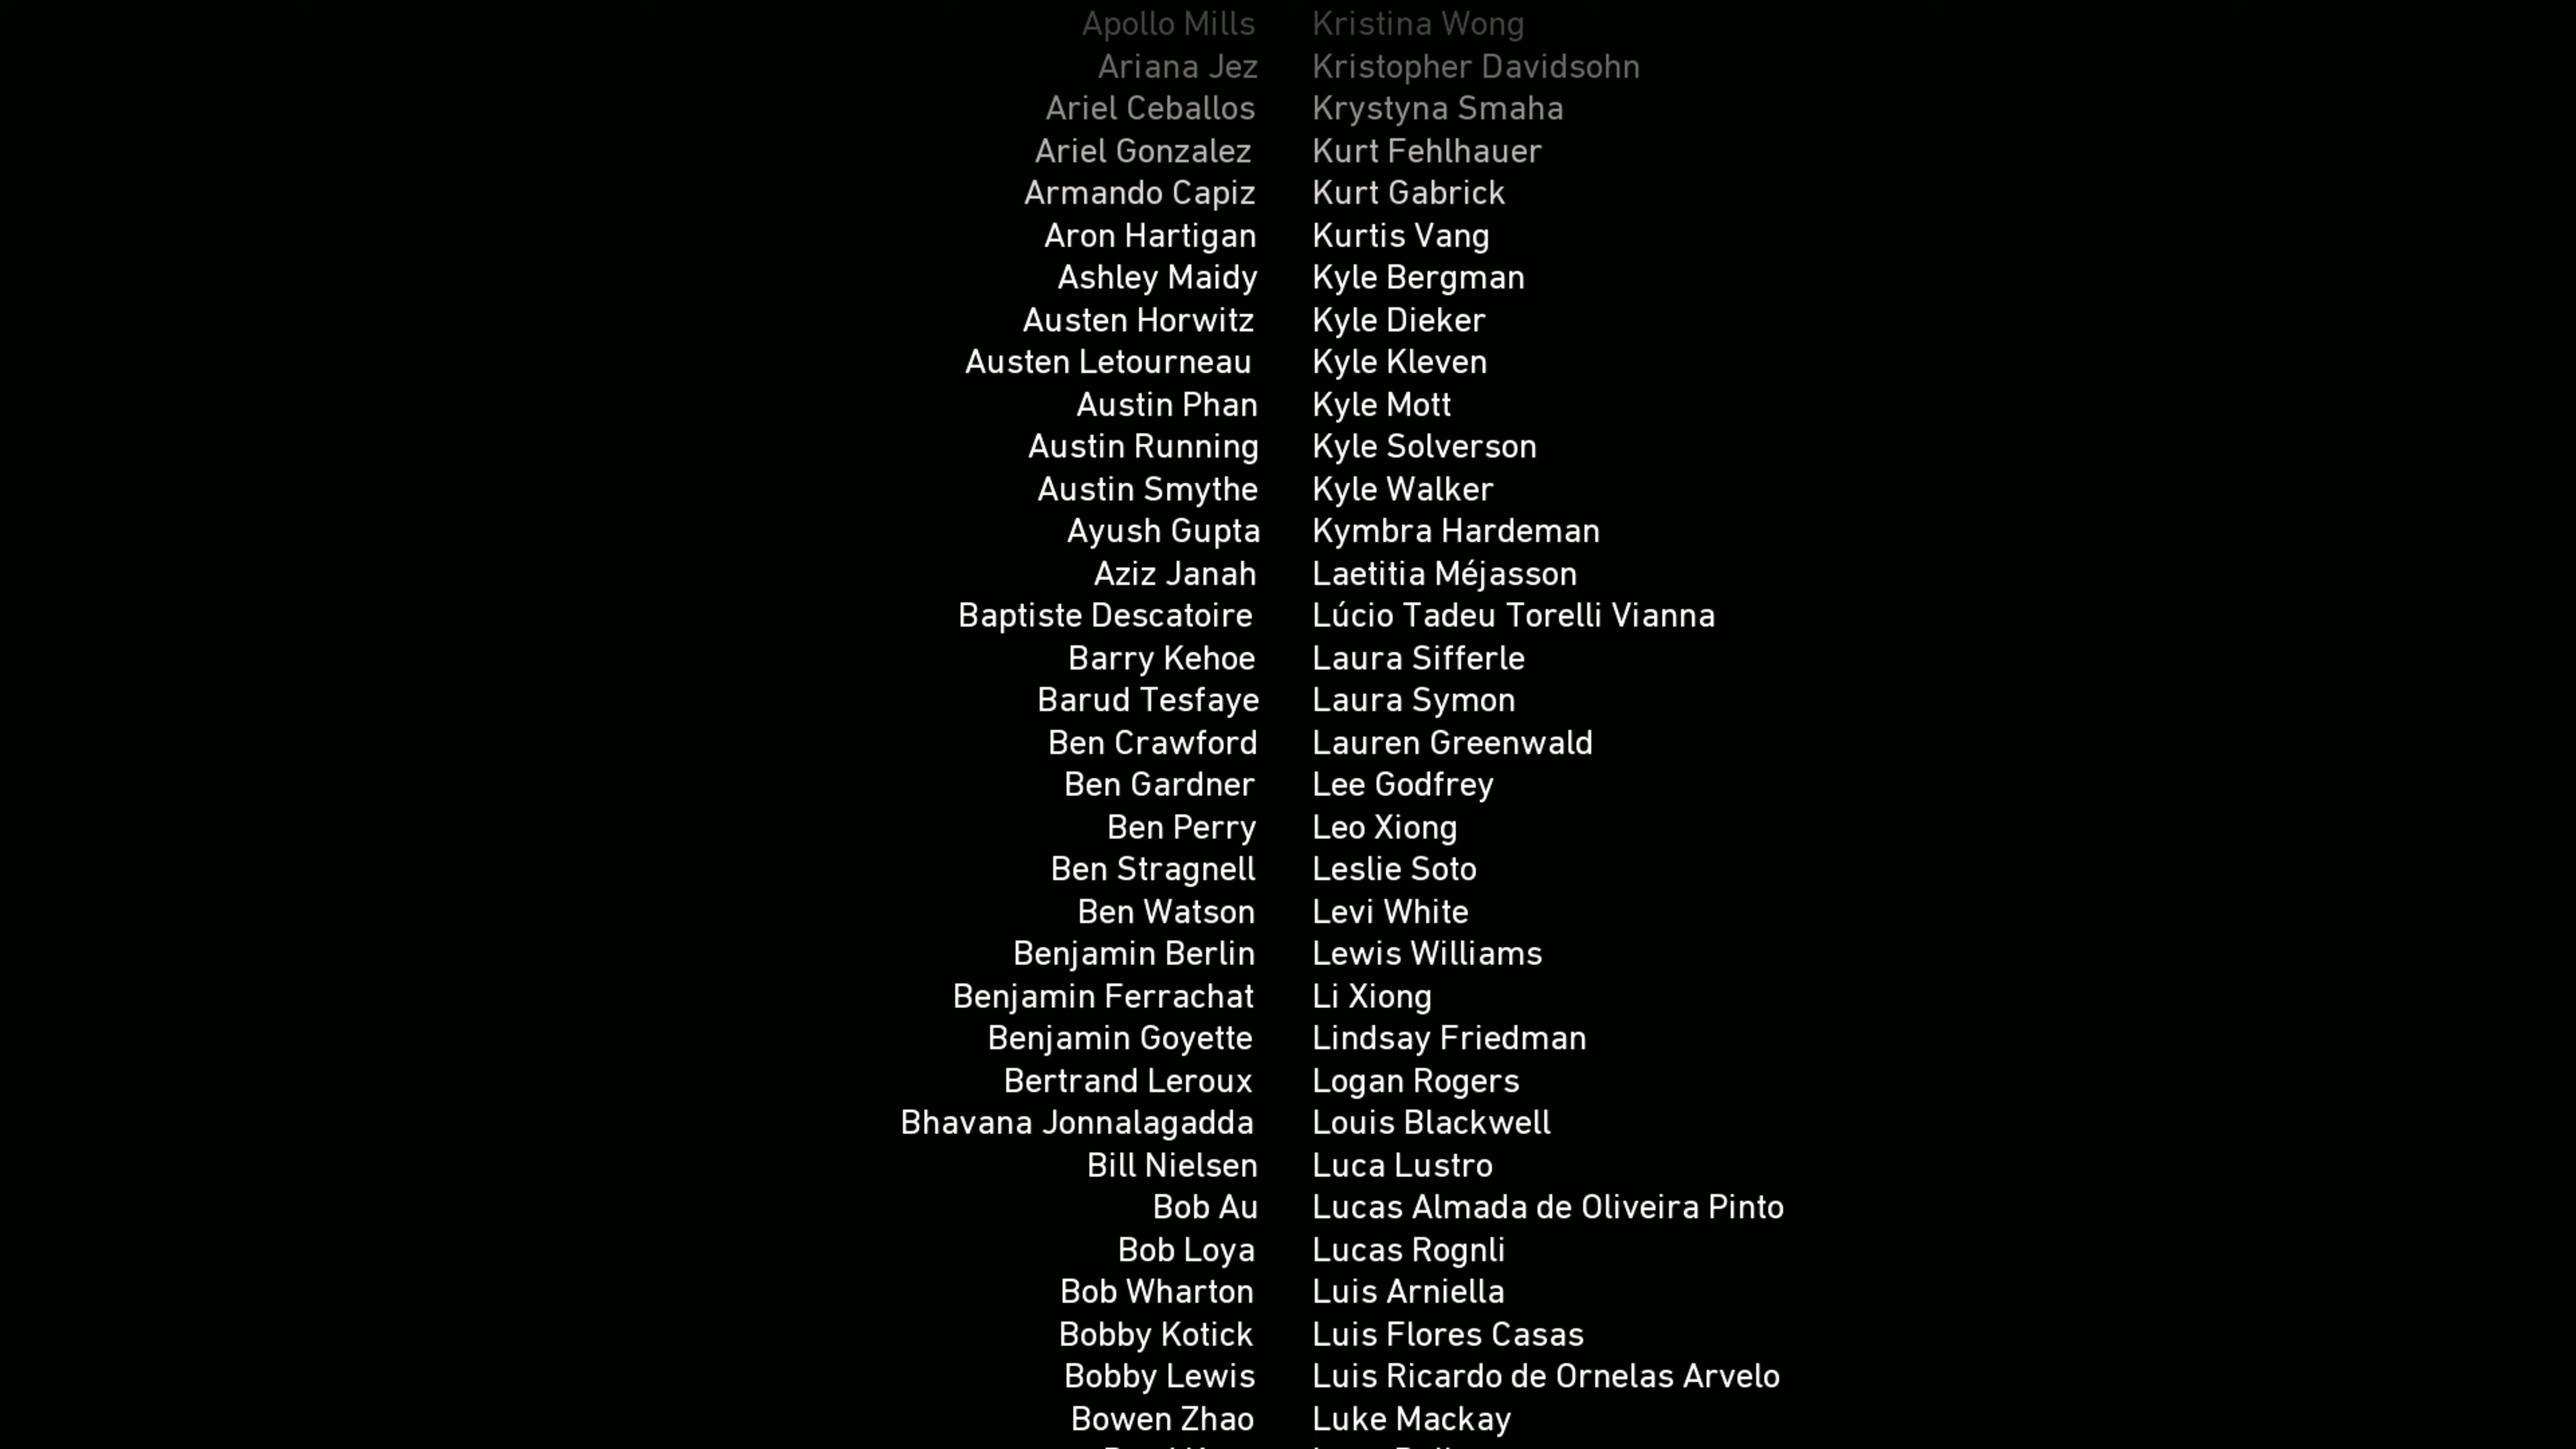 Apollo Mills Kristina Wong
Ariana Jez Kristopher Davidsohn
Ariel Ceballos Krystyna Smaha
Ariel Gonzalez Kurt Fehlhauer
Armando Capiz Kurt Gabrick
Aron Hartigan Kurtis Vang
Ashley Maidy Kyle Bergman
Austen Horwitz Kyle Dieker
Austen Letourneau Kyle Kleven
Austin Phan Kyle Mott
Austin Running Kyle Solverson
Austin Smythe Kyle Walker
Ayush Gupta Kymbra Hardeman
Aziz Janah Laetitia Méjasson
Baptiste Descatoire Lúcio Tadeu Torelli Vianna
Barry Kehoe Laura Sifferle
Barud Tesfaye Laura Symon
Ben Crawford Lauren Greenwald
Ben Gardner Lee Godfrey
Ben Perry Leo Xiong
Ben Stragnell Leslie Soto
Ben Watson Levi White
Benjamin Berlin Lewis Williams
Benjamin Ferrachat Li Xiong
Benjamin Goyette Lindsay Friedman
Bertrand Leroux Logan Rogers
Bhavana Jonnalagadda Louis Blackwell
Bill Nielsen Luca Lustro
Bob Au Lucas Almada de Oliveira Pinto
Bob Loya Lucas Rognli
Bob Wharton Luis Arniella
Bobby Kotick Luis Flores Casas
Bobby Lewis Luis Ricardo de Ornelas Arvelo
Bowen Zhao Luke Mackay